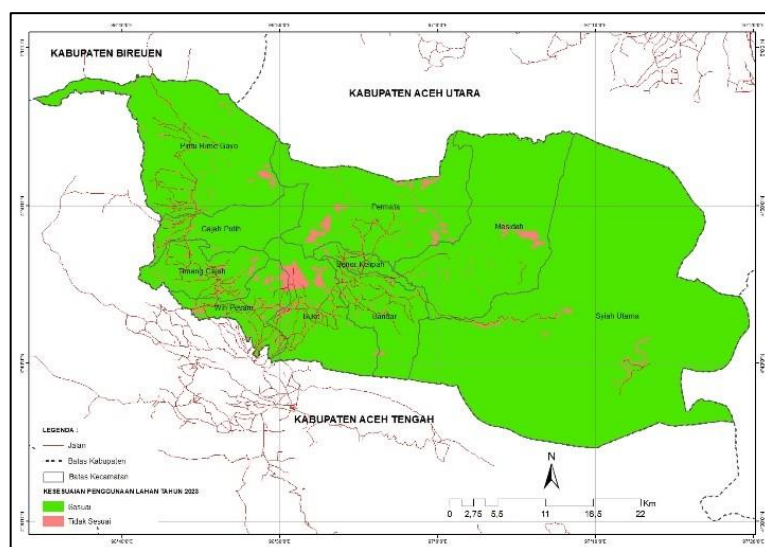 KABUPATEN BIREUEN
KABUPATEN ACEH UTARA
Pintu Rime Gayo
Permata
Gajah Putih
Mesidah
Timang Gajah
Bener Kelipah
Wih Pesam
Bukit
Bandar
Syiah Utama
KABUPATEN ACEH TENGAH
LEGENDA :
Jalan
Batas Kabupaten
Batas Kecamatan
KESESUAIAN PENGGUNAAN LAHAN TAHUN 2023
Sesuai
Tidak Sesuai
N
Km
0 2,75 5,5 11 16,5 22